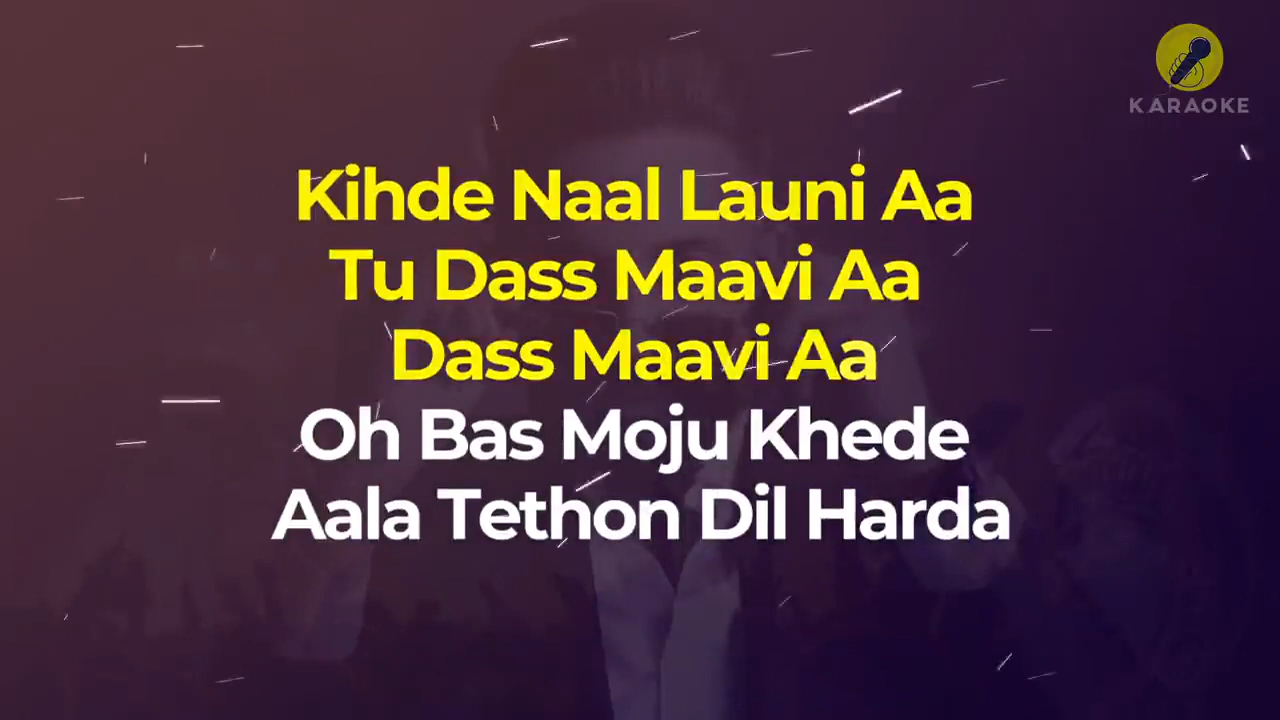 KARAOKE
Kihde Naal Launi Aa
Tu Dass Maavi Aa
Dass Maavi Aa
Oh Bas Moju Khede
Aala Tethon Dil Harda